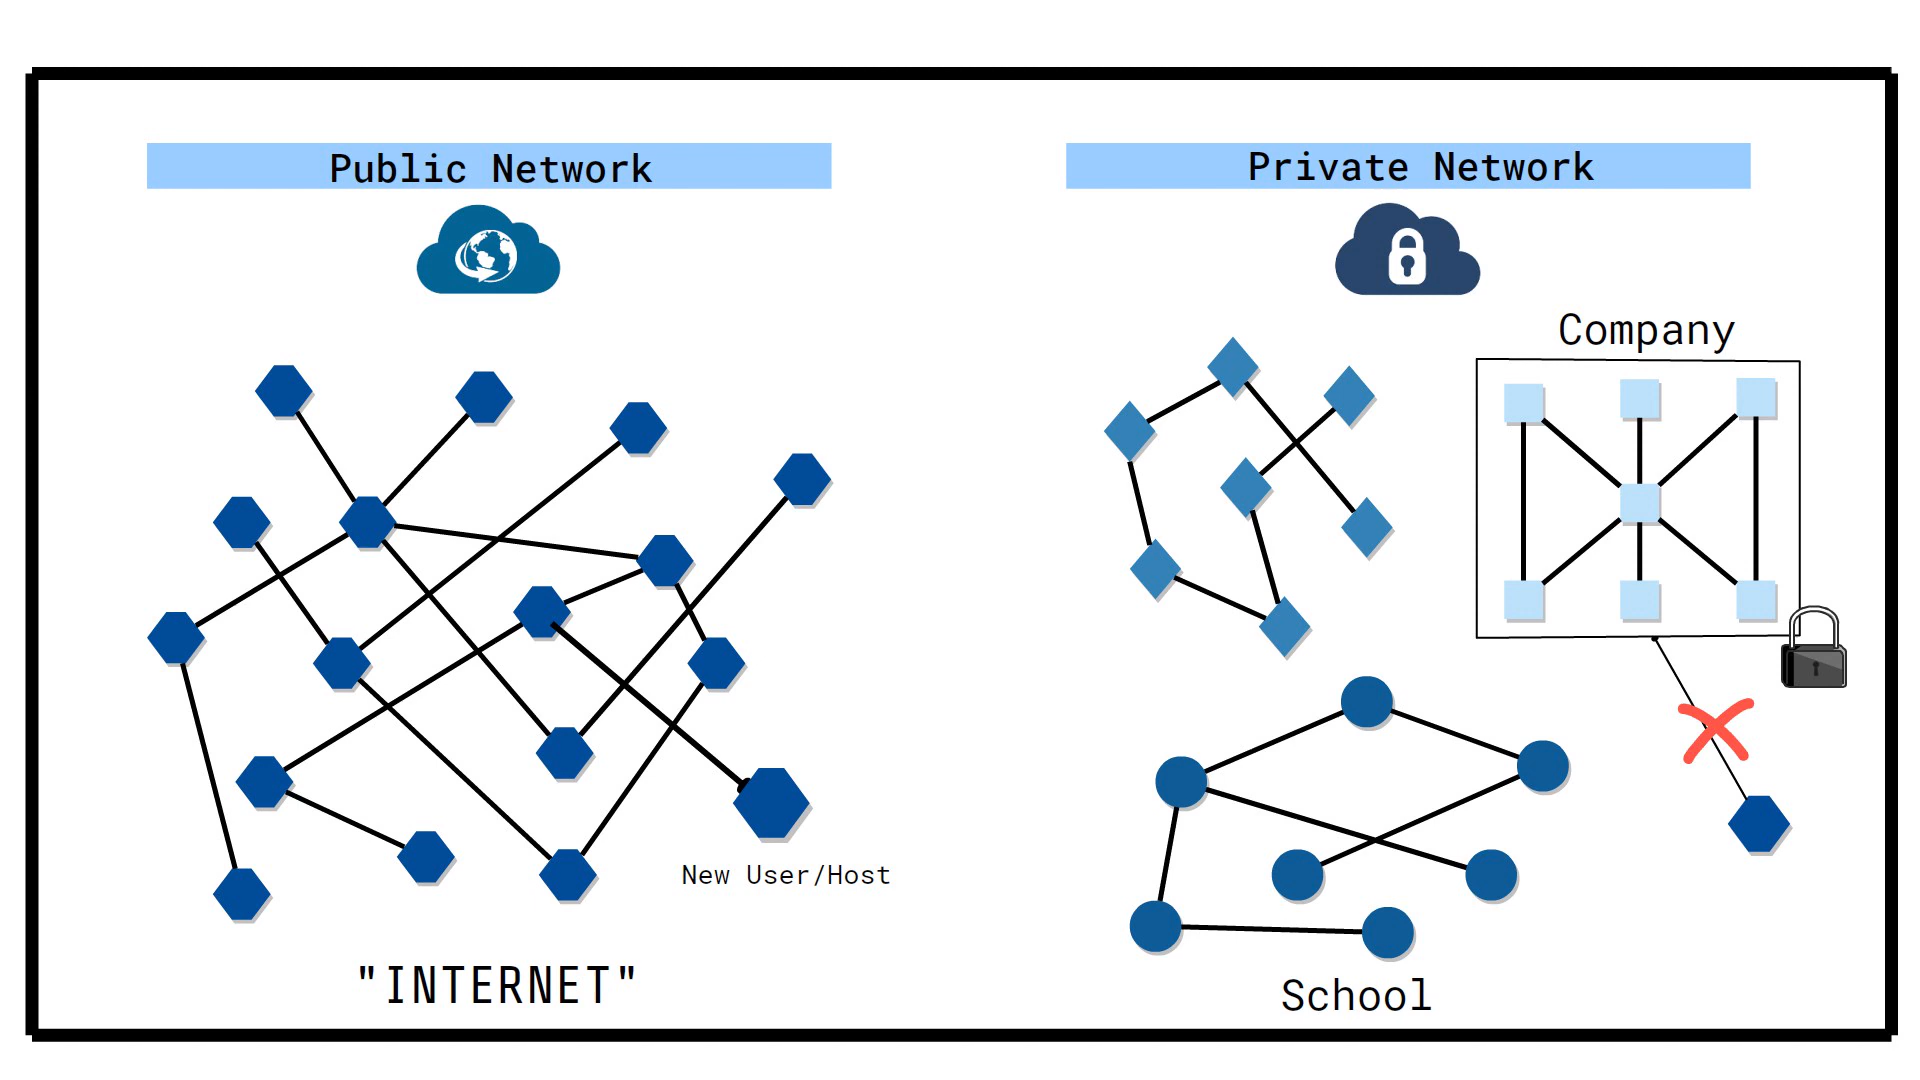 Public Network
Private Network
Company
New User/Host
"INTERNET"
School